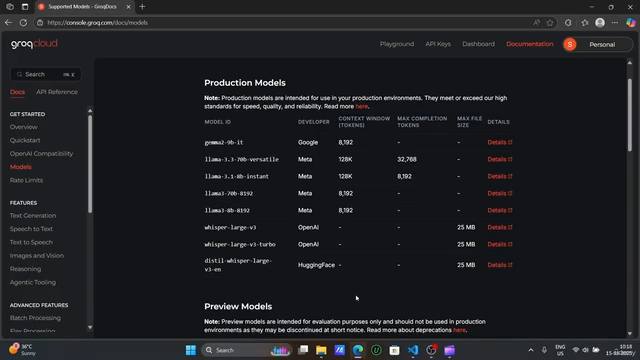 Supported Models - GroqDocs
https://console.groq.com/docs/models
groqcloud
Playground
API Keys
Dashboard
Documentation
S
Personal
Search
Docs
API Reference
GET STARTED
Overview
Quickstart
OpenAI Compatibility
Models
Rate Limits
FEATURES
Text Generation
Speech to Text
Text to Speech
Images and Vision
Reasoning
Agentic Tooling
ADVANCED FEATURES
Batch Processing
Flex Processing
Production Models
Note: Production models are intended for use in your production environments. They meet or exceed our high
standards for speed, quality, and reliability. Read more here.
MODEL ID DEVELOPER CONTEXT WINDOW (TOKENS) MAX COMPLETION TOKENS MAX FILE SIZE DETAILS
gemma2-9b-it Google 8,192 - - Details
llama-3.3-70b-versatile Meta 128K 32,768 - Details
llama-3.1-8b-instant Meta 128K 8,192 - Details
llama3-70b-8192 Meta 8,192 - - Details
llama3-8b-8192 Meta 8,192 - - Details
whisper-large-v3 OpenAI - - 25 MB Details
whisper-large-v3-turbo OpenAI - - 25 MB Details
distil-whisper-large-
v3-en HuggingFace - - 25 MB Details
Preview Models
Note: Preview models are intended for evaluation purposes only and should not be used in production
environments as they may be discontinued at short notice. Read more about deprecations here.
36°C
Sunny
Search
ENG
US
10:18